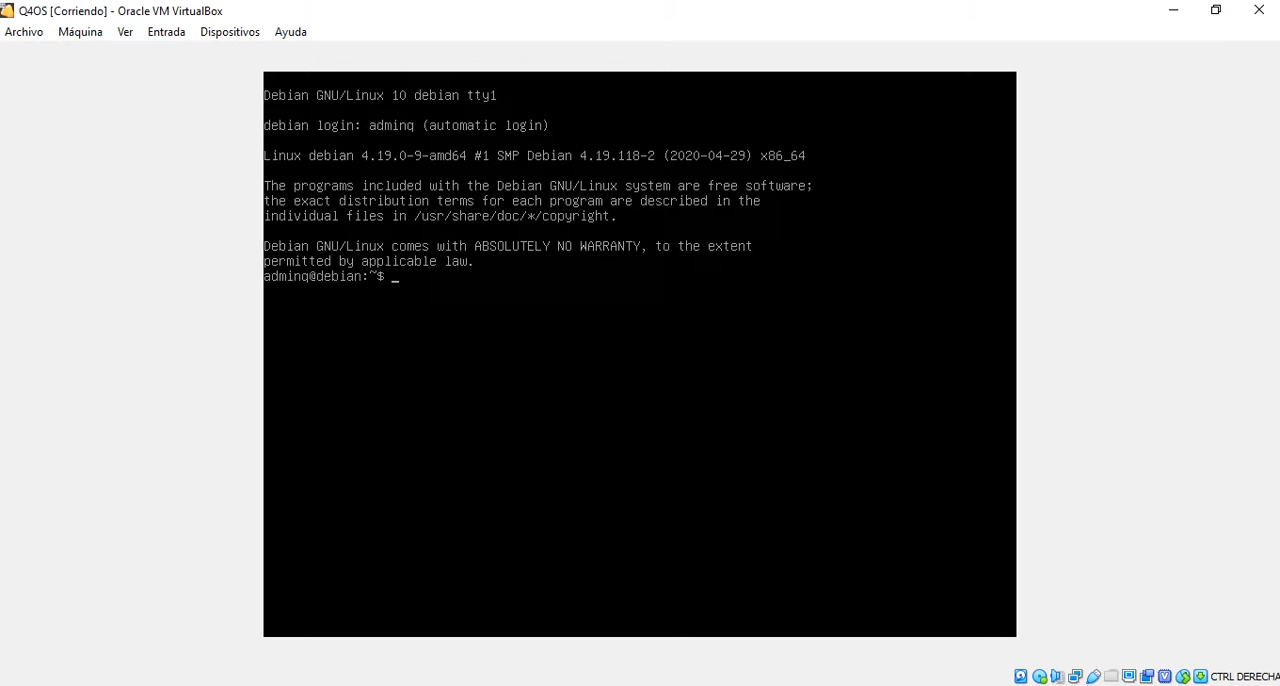 Q4OS [Corriendo] - Oracle VM VirtualBox
Archivo Máquina Ver Entrada Dispositivos Ayuda
Debian GNU/Linux 10 debian tty1
debian login: adminq (automatic login)
Linux debian 4.19.0-9-amd64 #1 SMP Debian 4.19.118-2 (2020-04-29) x86_64
The programs included with the Debian GNU/Linux system are free software;
the exact distribution terms for each program are described in the
individual files in /usr/share/doc/*/copyright.
Debian GNU/Linux comes with ABSOLUTELY NO WARRANTY, to the extent
permitted by applicable law.
adminq@debian:~$ _
CTRL DERECHA